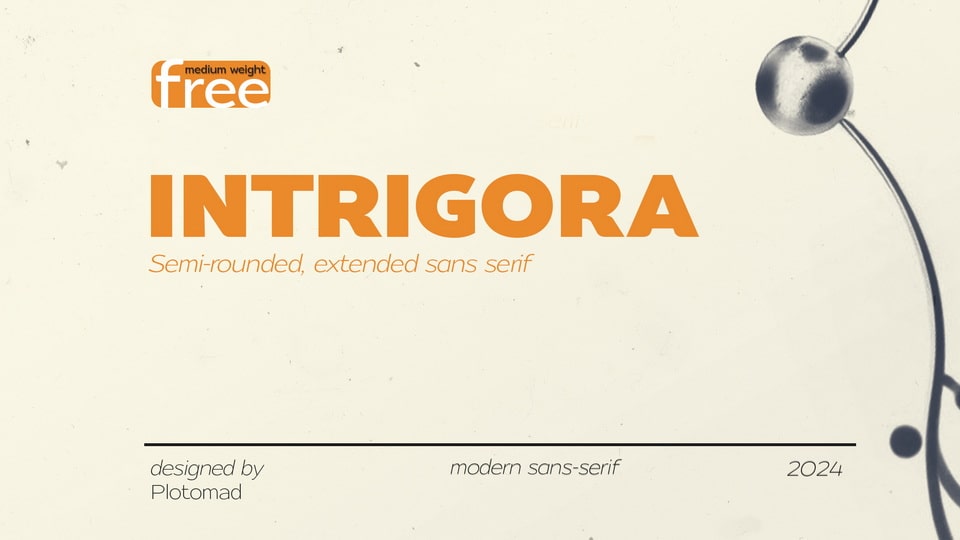 medium weight
free
INTRIGORA
Semi-rounded, extended sans serif
designed by
Plotomad
modern sans-serif
2024